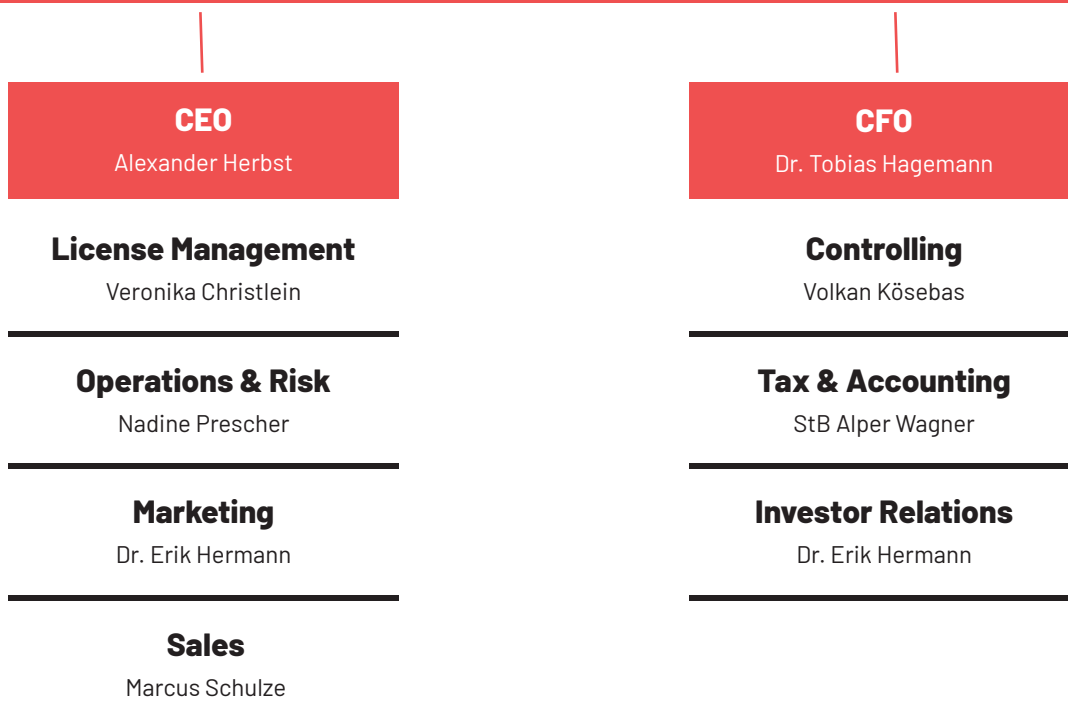 CEO
Alexander Herbst
License Management
Veronika Christlein
Operations & Risk
Nadine Prescher
Marketing
Dr. Erik Hermann
Sales
Marcus Schulze
CFO
Dr. Tobias Hagemann
Controlling
Volkan Kösebas
Tax & Accounting
StB Alper Wagner
Investor Relations
Dr. Erik Hermann